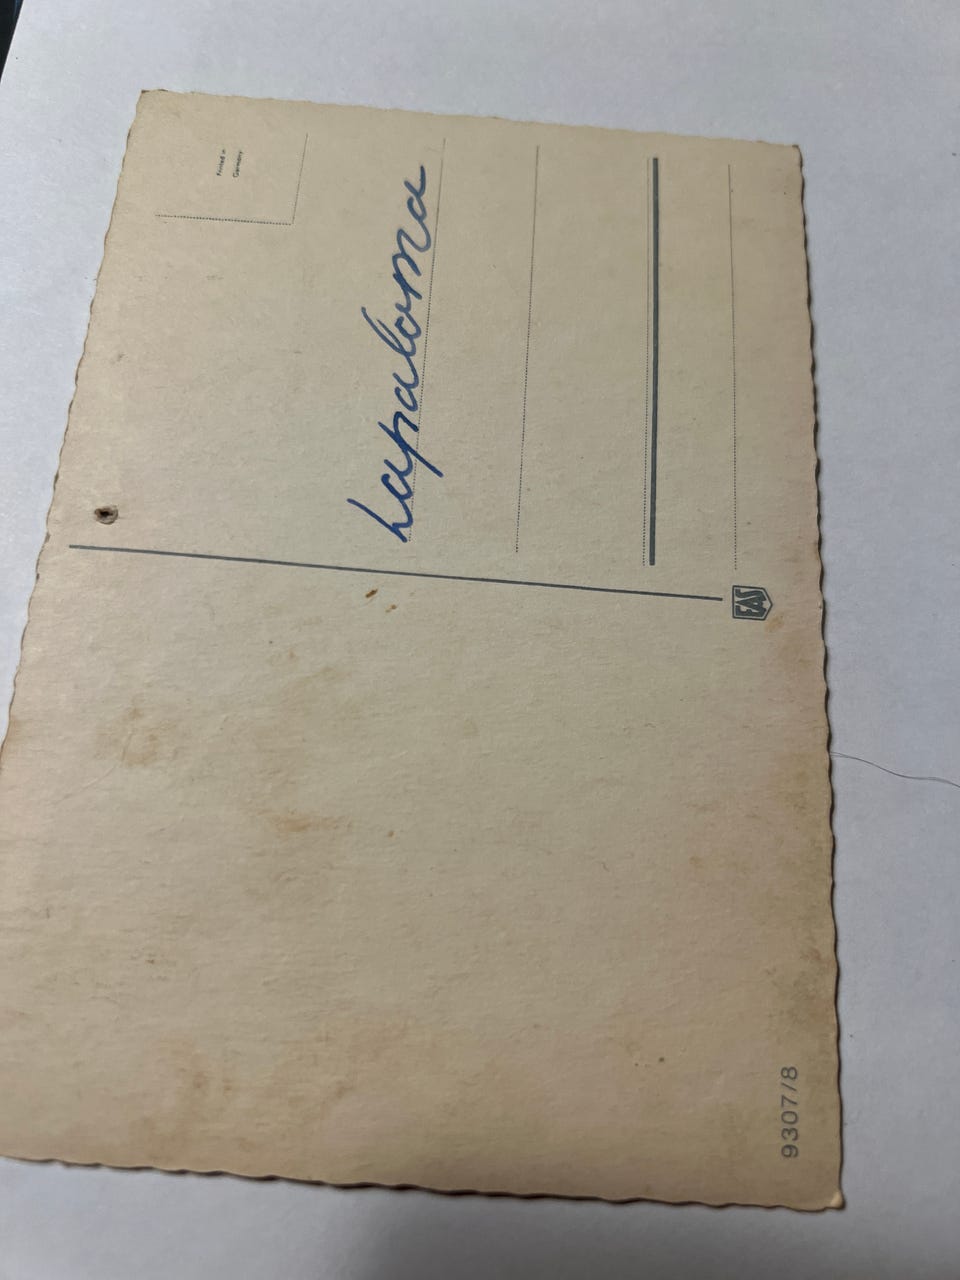 Printed in
Germany
Lapaloma
EAS
9307/8